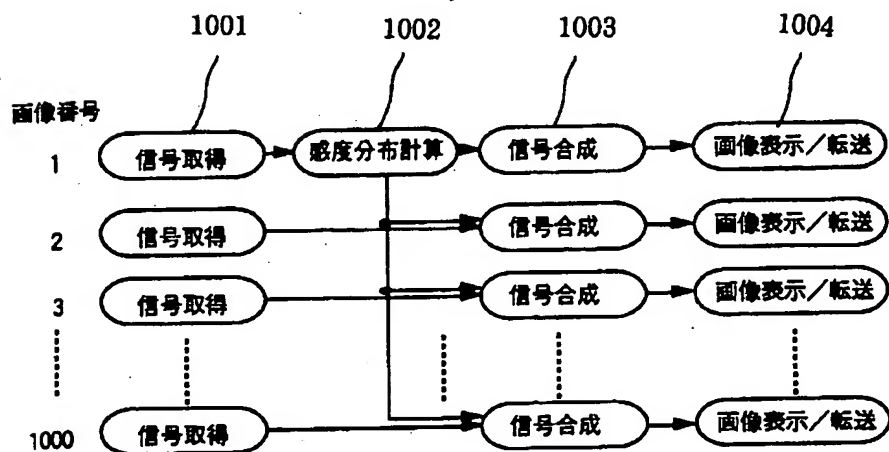 1001 1002 1003 1004
画像番号
1 信号取得 感度分布計算 信号合成 画像表示／転送
2 信号取得 信号合成 画像表示／転送
3 信号取得 信号合成 画像表示／転送
1000 信号取得 信号合成 画像表示／転送